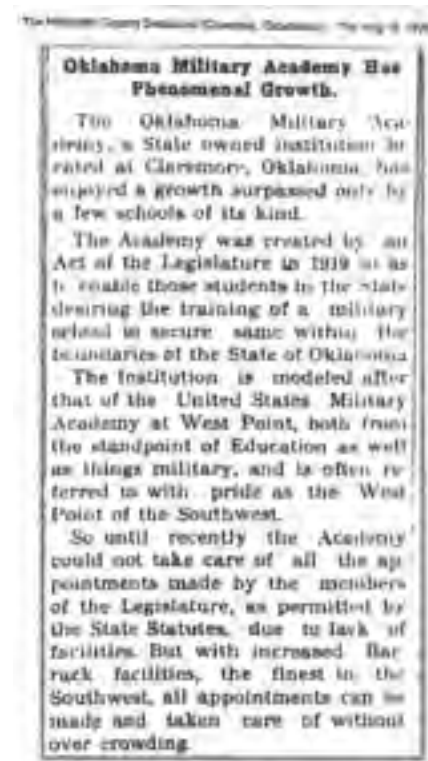 Oklahoma Military Academy Has
Phenomenal Growth.
The Oklahoma Military Aca-
demy, a State owned institution lo-
cated at Claremore, Oklahoma, has
enjoyed a growth surpassed only by
a few schools of its kind.
The Academy was created by an
Act of the Legislature in 1919 so as
to enable those students in the State
desiring the training of a military
school to secure same within the
boundaries of the State of Oklahoma
The Institution is modeled after
that of the United States Military
Academy at West Point, both from
the standpoint of Education as well
as things military, and is often re-
ferred to with pride as the West
Point of the Southwest.
So until recently the Academy
could not take care of all the ap
pointments made by the members
of the Legislature, as permitted by
the State Statutes, due to lack of
facilities. But with increased Bar
rack facilities, the finest in the
Southwest, all appointments can be
made and taken care of without
over crowding.